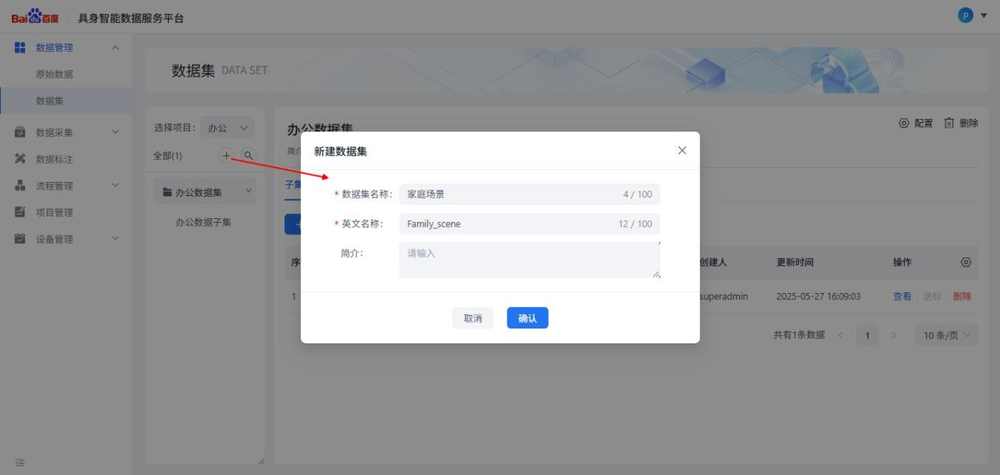 Bai du 百度 具身智能数据服务平台 P
数据管理
原始数据
数据集
数据采集
数据标注
流程管理
项目管理
设备管理
数据集 DATA SET
选择项目: 办公
全部(1)
办公数据集
办公数据子集
办公数据集
配置 删除
简介
子集
新建数据集
* 数据集名称: 家庭场景 4 / 100
* 英文名称: Family_scene 12 / 100
简介: 请输入
取消 确认
序 创建人 更新时间 操作
1 superadmin 2025-05-27 16:09:03 查看 送标 删除
共有1条数据 < 1 > 10 条/页